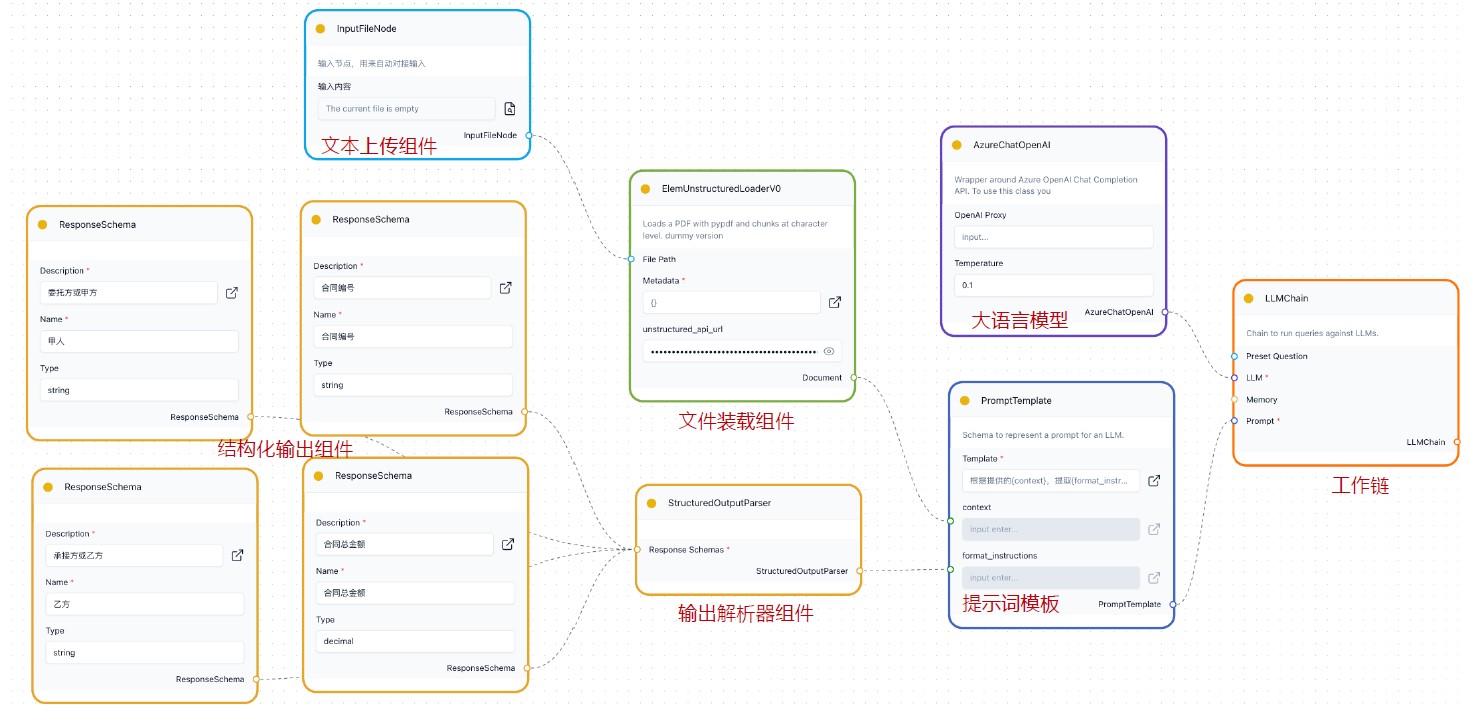 InputFileNode
输入节点，用来自动对接输入
输入内容
The current file is empty
InputFileNode
文本上传组件
ResponseSchema
Description *
委托方或甲方
Name *
甲人
Type
string
ResponseSchema
ResponseSchema
Description *
合同编号
Name *
合同编号
Type
string
ResponseSchema
结构化输出组件
ResponseSchema
Description *
承接方或乙方
Name *
乙方
Type
string
ResponseSchema
ResponseSchema
Description *
合同总金额
Name *
合同总金额
Type
decimal
ResponseSchema
ElemUnstructuredLoaderV0
Loads a PDF with pypdf and chunks at character
level. dummy version
File Path
Metadata *
{}
unstructured_api_url
Document
文件装载组件
StructuredOutputParser
Response Schemas *
StructuredOutputParser
输出解析器组件
AzureChatOpenAI
Wrapper around Azure OpenAI Chat Completion
API. To use this class you
OpenAI Proxy
input...
Temperature
0.1
AzureChatOpenAI
大语言模型
PromptTemplate
Schema to represent a prompt for an LLM.
Template *
根据提供的{context}，提取{format_instr...
context
input enter...
format_instructions
input enter...
PromptTemplate
提示词模板
LLMChain
Chain to run queries against LLMs.
Preset Question
LLM *
Memory
Prompt *
LLMChain
工作链